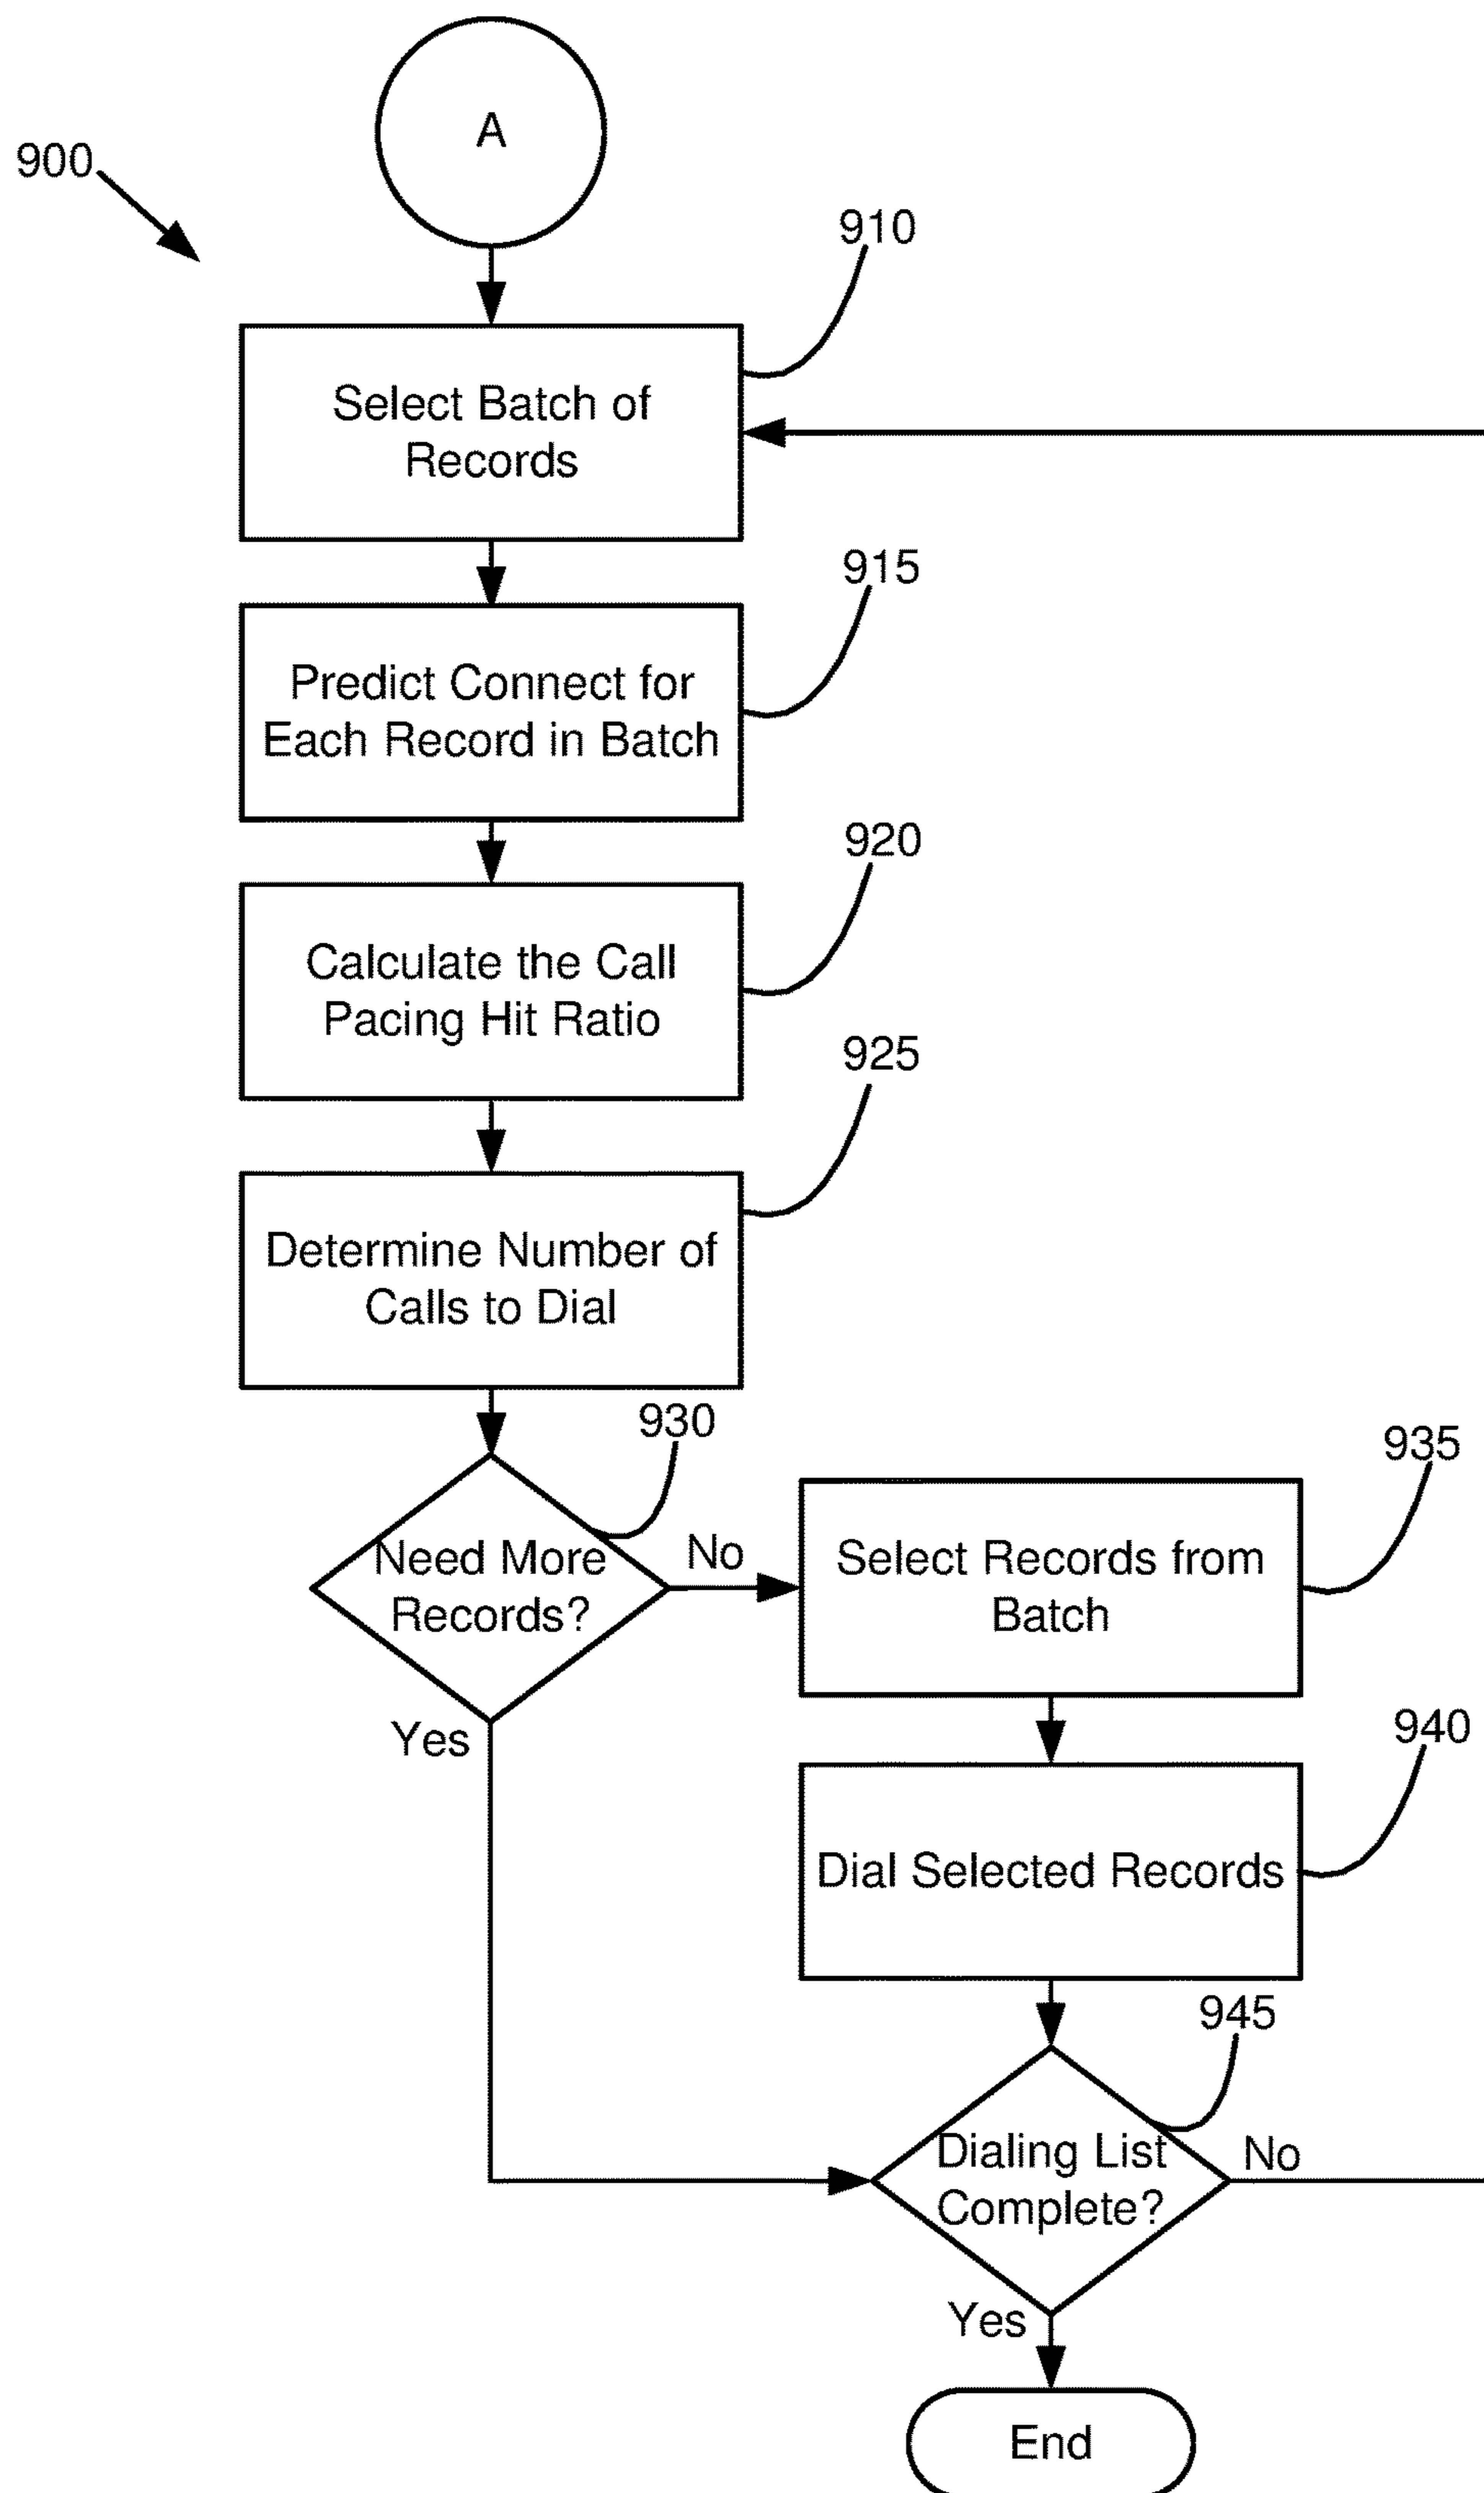 A
900
910
Select Batch of
Records
915
Predict Connect for
Each Record in Batch
920
Calculate the Call
Pacing Hit Ratio
925
Determine Number of
Calls to Dial
930
Need More
Records?
No
Yes
935
Select Records from
Batch
940
Dial Selected Records
945
Dialing List
Complete?
No
Yes
End